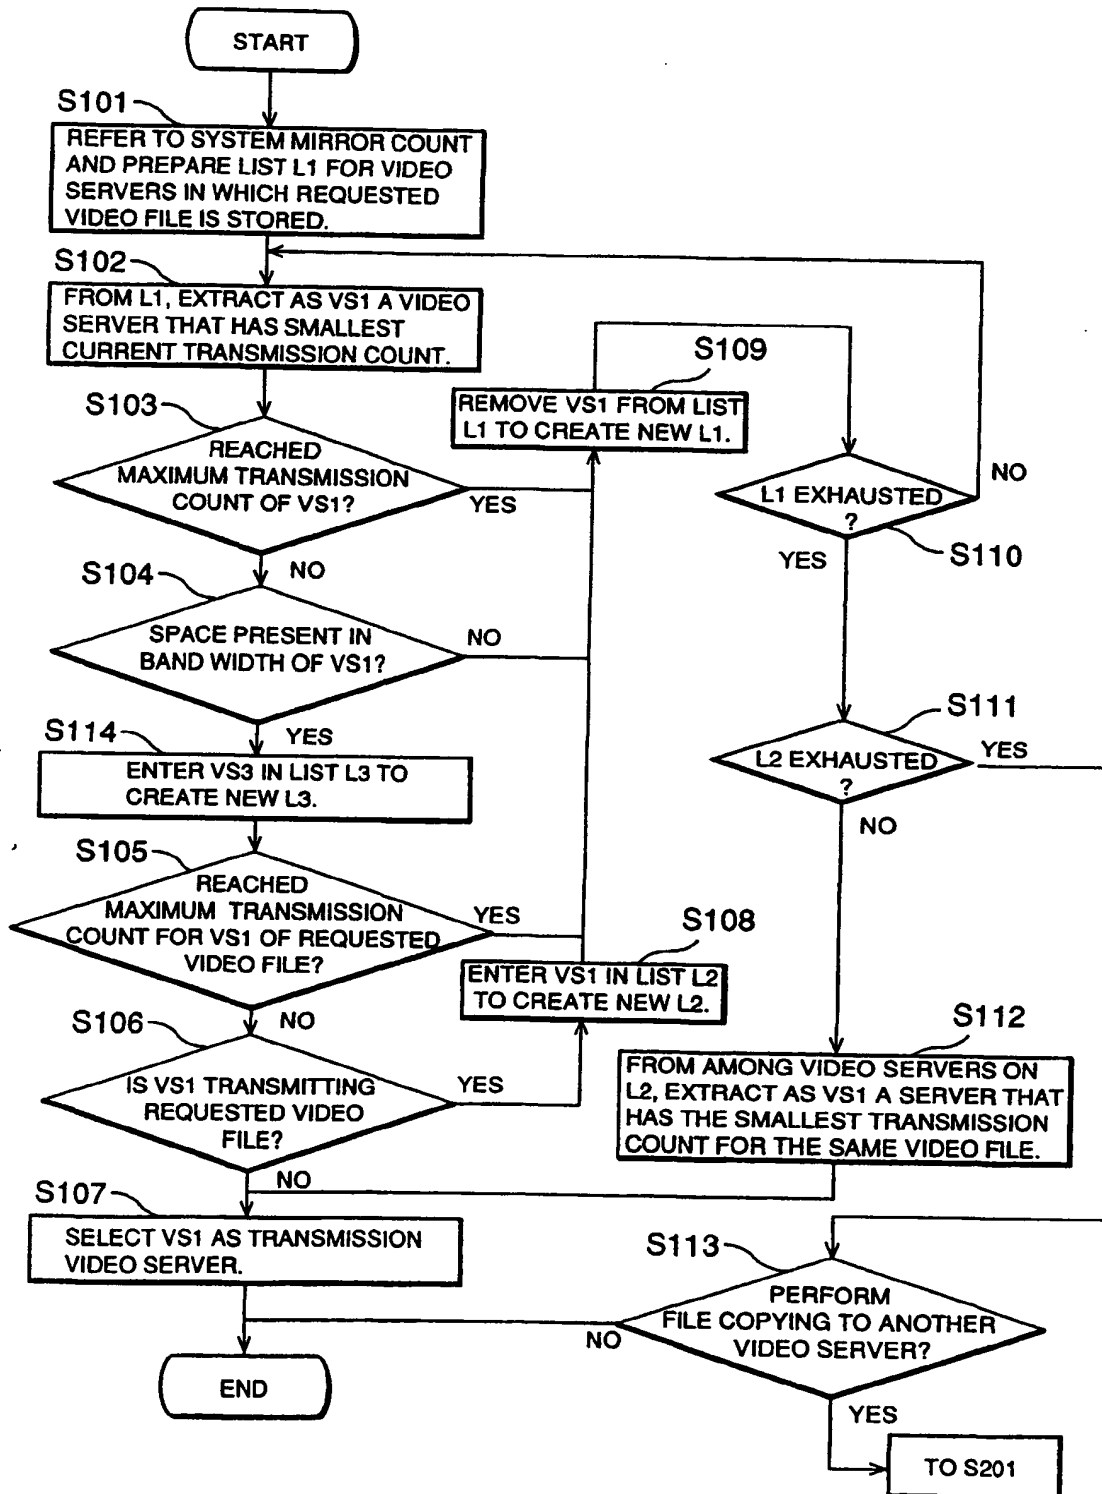 START
S101
REFER TO SYSTEM MIRROR COUNT
AND PREPARE LIST L1 FOR VIDEO
SERVERS IN WHICH REQUESTED
VIDEO FILE IS STORED.
S102
FROM L1, EXTRACT AS VS1 A VIDEO
SERVER THAT HAS SMALLEST
CURRENT TRANSMISSION COUNT.
S103
REACHED
MAXIMUM TRANSMISSION
COUNT OF VS1?
YES
NO
S104
SPACE PRESENT IN
BAND WIDTH OF VS1?
NO
YES
S114
ENTER VS3 IN LIST L3 TO
CREATE NEW L3.
S105
REACHED
MAXIMUM TRANSMISSION
COUNT FOR VS1 OF REQUESTED
VIDEO FILE?
YES
NO
S106
IS VS1 TRANSMITTING
REQUESTED VIDEO
FILE?
YES
NO
S107
SELECT VS1 AS TRANSMISSION
VIDEO SERVER.
END
S108
ENTER VS1 IN LIST L2
TO CREATE NEW L2.
S109
REMOVE VS1 FROM LIST
L1 TO CREATE NEW L1.
L1 EXHAUSTED
?
NO
YES
S110
S111
L2 EXHAUSTED
?
YES
NO
S112
FROM AMONG VIDEO SERVERS ON
L2, EXTRACT AS VS1 A SERVER THAT
HAS THE SMALLEST TRANSMISSION
COUNT FOR THE SAME VIDEO FILE.
S113
PERFORM
FILE COPYING TO ANOTHER
VIDEO SERVER?
NO
YES
TO S201